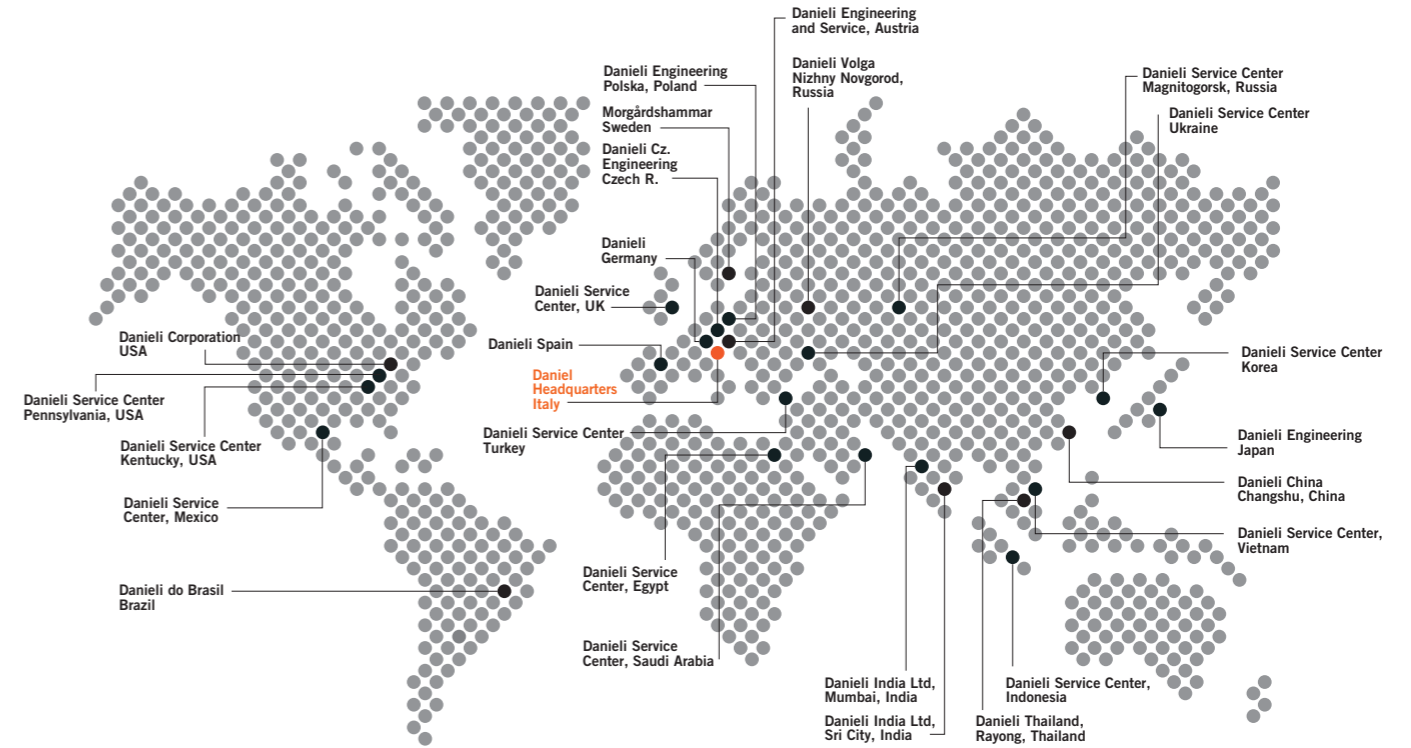 Danieli Engineering
and Service, Austria
Danieli Engineering
Polska, Poland
Danieli Volga
Nizhny Novgorod,
Russia
Danieli Service Center
Magnitogorsk, Russia
Morgårdshammar
Sweden
Danieli Service Center
Ukraine
Danieli Cz.
Engineering
Czech R.
Danieli
Germany
Danieli Service
Center, UK
Danieli Corporation
USA
Danieli Spain
Danieli Service Center
Korea
Daniel
Headquarters
Italy
Danieli Service Center
Pennsylvania, USA
Danieli Service Center
Kentucky, USA
Danieli Service Center
Turkey
Danieli Engineering
Japan
Danieli China
Changshu, China
Danieli Service
Center, Mexico
Danieli Service Center,
Vietnam
Danieli Service
Center, Egypt
Danieli do Brasil
Brazil
Danieli Service
Center, Saudi Arabia
Danieli India Ltd,
Mumbai, India
Danieli Service Center,
Indonesia
Danieli India Ltd,
Sri City, India
Danieli Thailand,
Rayong, Thailand